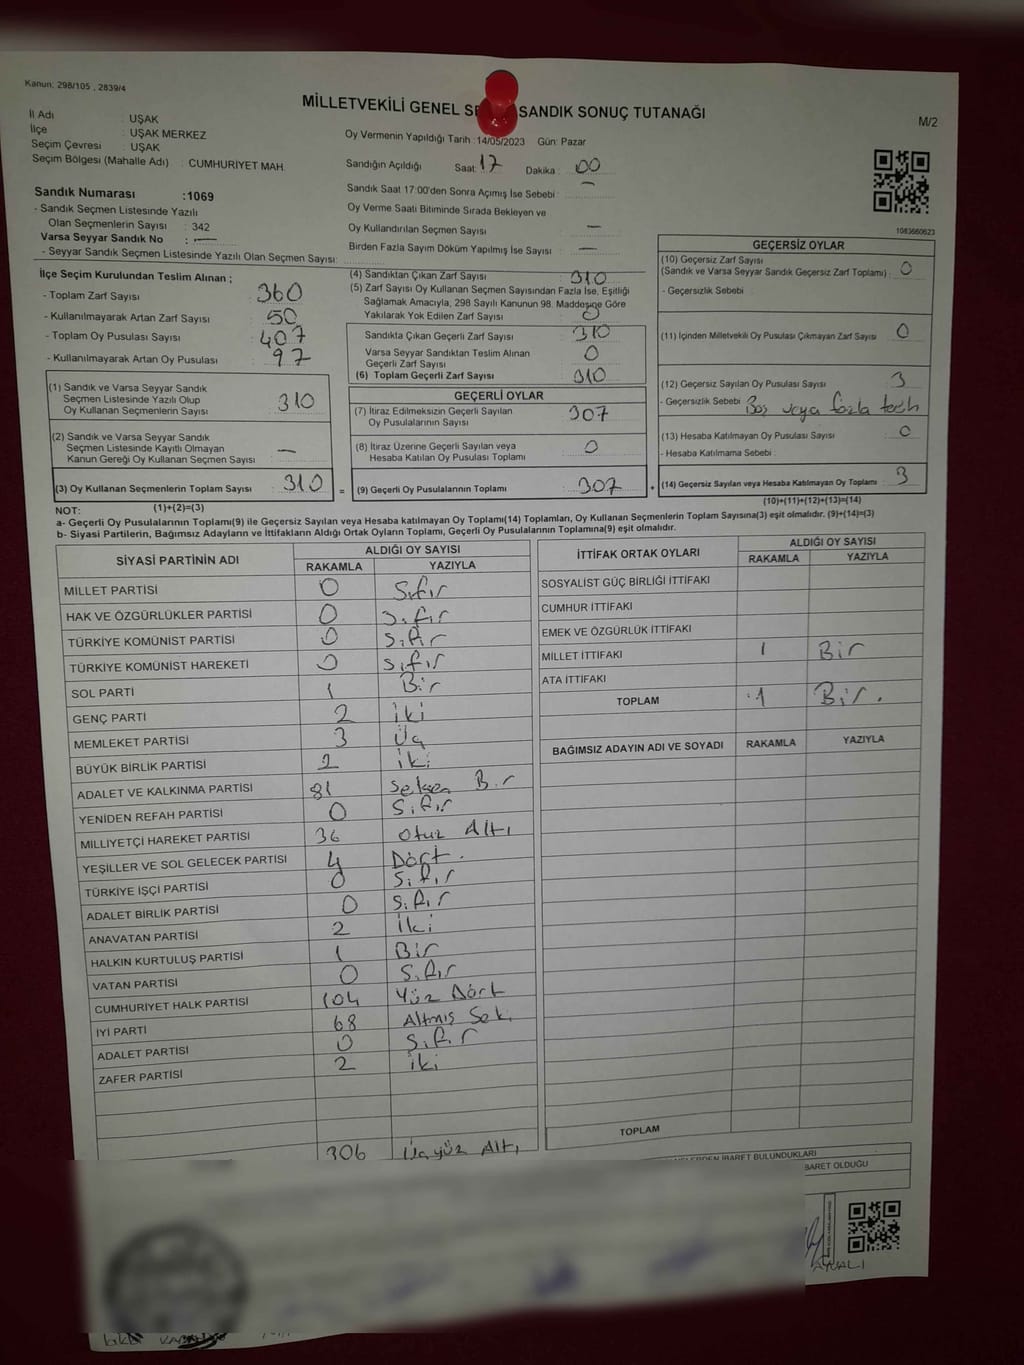 Kanun: 298/105 , 2839/4
MİLLETVEKİLİ GENEL SANDIK SONUÇ TUTANAĞI
M/2
İl Adı : UŞAK
İlçe : UŞAK MERKEZ
Seçim Çevresi : UŞAK
Seçim Bölgesi (Mahalle Adı) : CUMHURİYET MAH.
Oy Vermenin Yapıldığı Tarih :14/05/2023 Gün: Pazar
Sandığın Açıldığı Saat: 17 Dakika : 00
Sandık Numarası :1069
- Sandık Seçmen Listesinde Yazılı
Olan Seçmenlerin Sayısı : 342
Varsa Seyyar Sandık No : —
- Seyyar Sandık Seçmen Listesinde Yazılı Olan Seçmen Sayısı:
Sandık Saat 17:00'den Sonra Açımış İse Sebebi : —
Oy Verme Saati Bitiminde Sırada Bekleyen ve
Oy Kullandırılan Seçmen Sayısı : —
Birden Fazla Sayım Döküm Yapılmış İse Sayısı : —
1083660623
İlçe Seçim Kurulundan Teslim Alınan ;
- Toplam Zarf Sayısı : 360
- Kullanılmayarak Artan Zarf Sayısı : 50
- Toplam Oy Pusulası Sayısı : 407
- Kullanılmayarak Artan Oy Pusulası : 97
(1) Sandık ve Varsa Seyyar Sandık
Seçmen Listesinde Yazılı Olup
Oy Kullanan Seçmenlerin Sayısı : 310
(2) Sandık ve Varsa Seyyar Sandık
Seçmen Listesinde Kayıtlı Olmayan
Kanun Gereği Oy Kullanan Seçmen Sayısı : —
(3) Oy Kullanan Seçmenlerin Toplam Sayısı : 310
(1)+(2)=(3)
(4) Sandıktan Çıkan Zarf Sayısı : 310
(5) Zarf Sayısı Oy Kullanan Seçmen Sayısından Fazla İse, Eşitliği
Sağlamak Amacıyla, 298 Sayılı Kanunun 98. Maddesine Göre
Yakılarak Yok Edilen Zarf Sayısı : 0
Sandıkta Çıkan Geçerli Zarf Sayısı : 310
Varsa Seyyar Sandıktan Teslim Alınan
Geçerli Zarf Sayısı : 0
(6) Toplam Geçerli Zarf Sayısı : 310
GEÇERLİ OYLAR
(7) İtiraz Edilmeksizin Geçerli Sayılan
Oy Pusulalarının Sayısı : 307
(8) İtiraz Üzerine Geçerli Sayılan veya
Hesaba Katılan Oy Pusulası Toplamı : 0
= (9) Geçerli Oy Pusulalarının Toplamı : 307
GEÇERSİZ OYLAR
(10) Geçersiz Zarf Sayısı
(Sandık ve Varsa Seyyar Sandık Geçersiz Zarf Toplamı) : 0
- Geçersizlik Sebebi :
(11) İçinden Milletvekili Oy Pusulası Çıkmayan Zarf Sayısı : 0
(12) Geçersiz Sayılan Oy Pusulası Sayısı : 3
- Geçersizlik Sebebi : Boş veya fazla
(13) Hesaba Katılmayan Oy Pusulası Sayısı : 0
- Hesaba Katılmama Sebebi :
+ (14) Geçersiz Sayılan veya Hesaba Katılmayan Oy Toplamı : 3
(10)+(11)+(12)+(13)=(14)
NOT:
a- Geçerli Oy Pusulalarının Toplamı(9) ile Geçersiz Sayılan veya Hesaba katılmayan Oy Toplamı(14) Toplamları, Oy Kullanan Seçmenlerin Toplam Sayısına(3) eşit olmalıdır. (9)+(14)=(3)
b- Siyasi Partilerin, Bağımsız Adayların ve İttifakların Aldığı Ortak Oyların Toplamı, Geçerli Oy Pusulalarının Toplamına(9) eşit olmalıdır.
SİYASİ PARTİNİN ADI ALDIĞI OY SAYISI
RAKAMLA YAZIYLA
MİLLET PARTİSİ 0 Sıfır
HAK VE ÖZGÜRLÜKLER PARTİSİ 0 Sıfır
TÜRKİYE KOMÜNİST PARTİSİ 0 Sıfır
TÜRKİYE KOMÜNİST HAREKETİ 0 Sıfır
SOL PARTİ 1 Bir
GENÇ PARTİ 2 iki
MEMLEKET PARTİSİ 3 Üç
BÜYÜK BİRLİK PARTİSİ 2 iki
ADALET VE KALKINMA PARTİSİ 81 Seksen Bir
YENİDEN REFAH PARTİSİ 0 Sıfır
MİLLİYETÇİ HAREKET PARTİSİ 36 Otuz Altı
YEŞİLLER VE SOL GELECEK PARTİSİ 4 Dört.
TÜRKİYE İŞÇİ PARTİSİ 0 Sıfır
ADALET BİRLİK PARTİSİ 0 Sıfır
ANAVATAN PARTİSİ 2 iki
HALKIN KURTULUŞ PARTİSİ 1 Bir
VATAN PARTİSİ 0 Sıfır
CUMHURİYET HALK PARTİSİ 104 Yüz Dört
İYİ PARTİ 68 Altmış Seki
ADALET PARTİSİ 0 Sıfır
ZAFER PARTİSİ 2 iki
306 Üçyüz Altı
İTTİFAK ORTAK OYLARI ALDIĞI OY SAYISI
RAKAMLA YAZIYLA
SOSYALİST GÜÇ BİRLİĞİ İTTİFAKI
CUMHUR İTTİFAKI
EMEK VE ÖZGÜRLÜK İTTİFAKI
MİLLET İTTİFAKI 1 Bir
ATA İTTİFAKI
TOPLAM 1 Bir.
BAĞIMSIZ ADAYIN ADI VE SOYADI RAKAMLA YAZIYLA
TOPLAM
İBARET BULUNDUKLARI
İBARET OLDUĞU